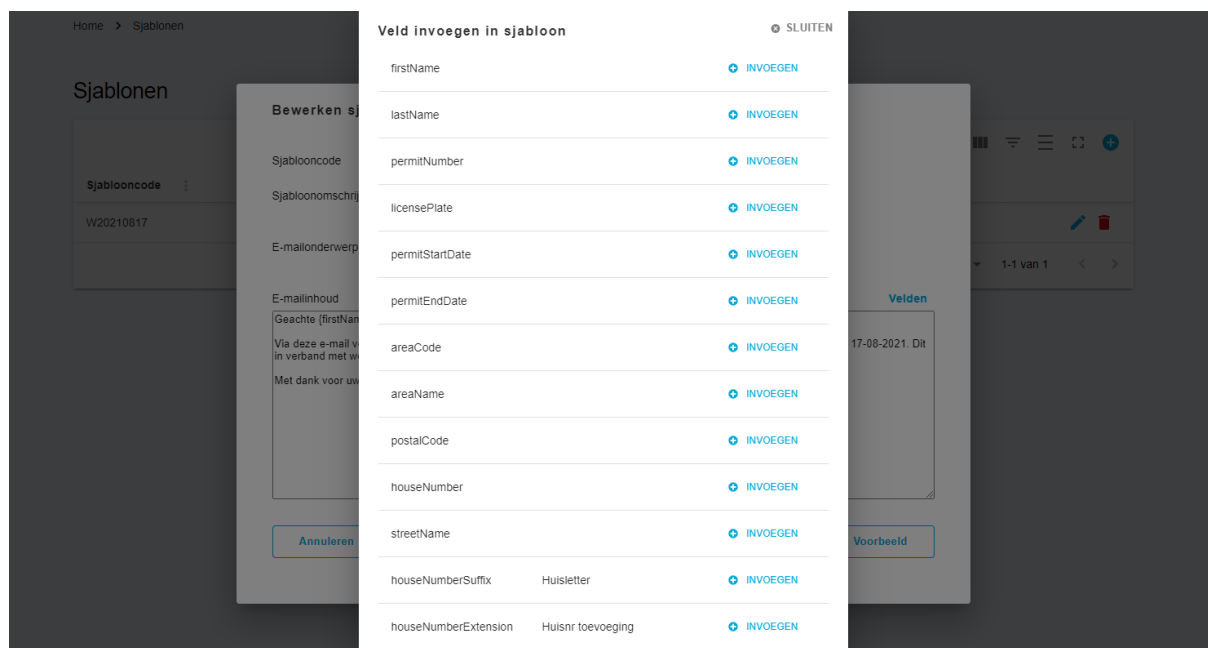 Home > Sjablonen
Sjablonen
Sjablooncode
W20210817
1-1 van 1
Bewerken
Sjablooncode
E-mailonderwerp
E-mailinhoud
Velden
Geachte
Via deze e-mail
17-08-2021. Dit
in verband met
Met dank voor uw
Annuleren
Voorbeeld
Veld invoegen in sjabloon
SLUITEN
firstName INVOEGEN
lastName INVOEGEN
permitNumber INVOEGEN
licensePlate INVOEGEN
permitStartDate INVOEGEN
permitEndDate INVOEGEN
areaCode INVOEGEN
areaName INVOEGEN
postalCode INVOEGEN
houseNumber INVOEGEN
streetName INVOEGEN
houseNumberSuffix Huisletter INVOEGEN
houseNumberExtension Huisnr toevoeging INVOEGEN